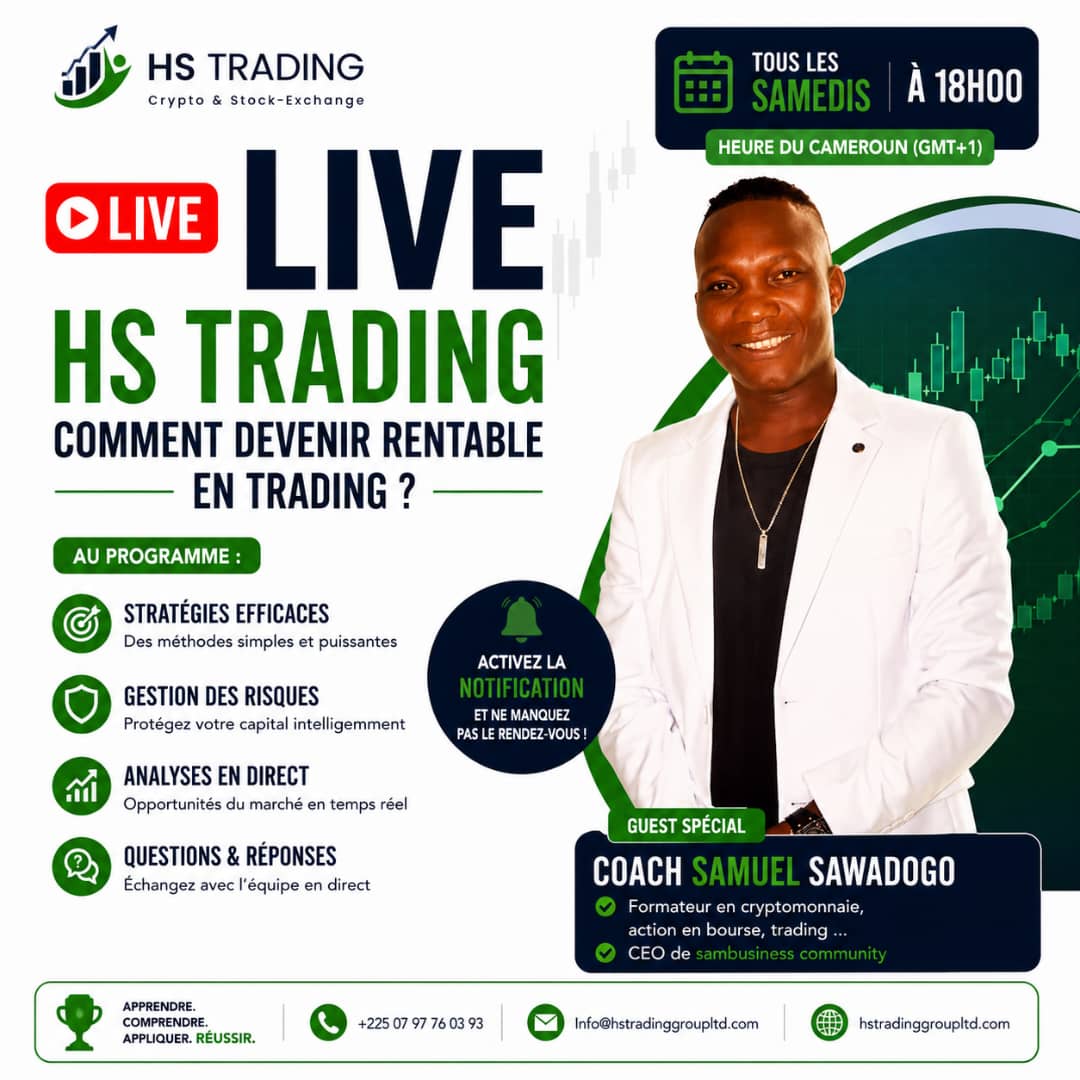 HS TRADING
Crypto & Stock-Exchange
TOUS LES
SAMEDIS
À 18H00
HEURE DU CAMEROUN (GMT+1)
LIVE
LIVE
HS TRADING
COMMENT DEVENIR RENTABLE
EN TRADING ?
AU PROGRAMME :
STRATÉGIES EFFICACES
Des méthodes simples et puissantes
GESTION DES RISQUES
Protégez votre capital intelligemment
ANALYSES EN DIRECT
Opportunités du marché en temps réel
QUESTIONS & RÉPONSES
Échangez avec l'équipe en direct
ACTIVEZ LA
NOTIFICATION
ET NE MANQUEZ
PAS LE RENDEZ-VOUS !
GUEST SPÉCIAL
COACH SAMUEL SAWADOGO
Formateur en cryptomonnaie,
action en bourse, trading ...
CEO de sambusiness community
APPRENDRE.
COMPRENDRE.
APPLIQUER. RÉUSSIR.
+225 07 97 76 03 93
Info@hstradinggroupltd.com
hstradinggroupltd.com